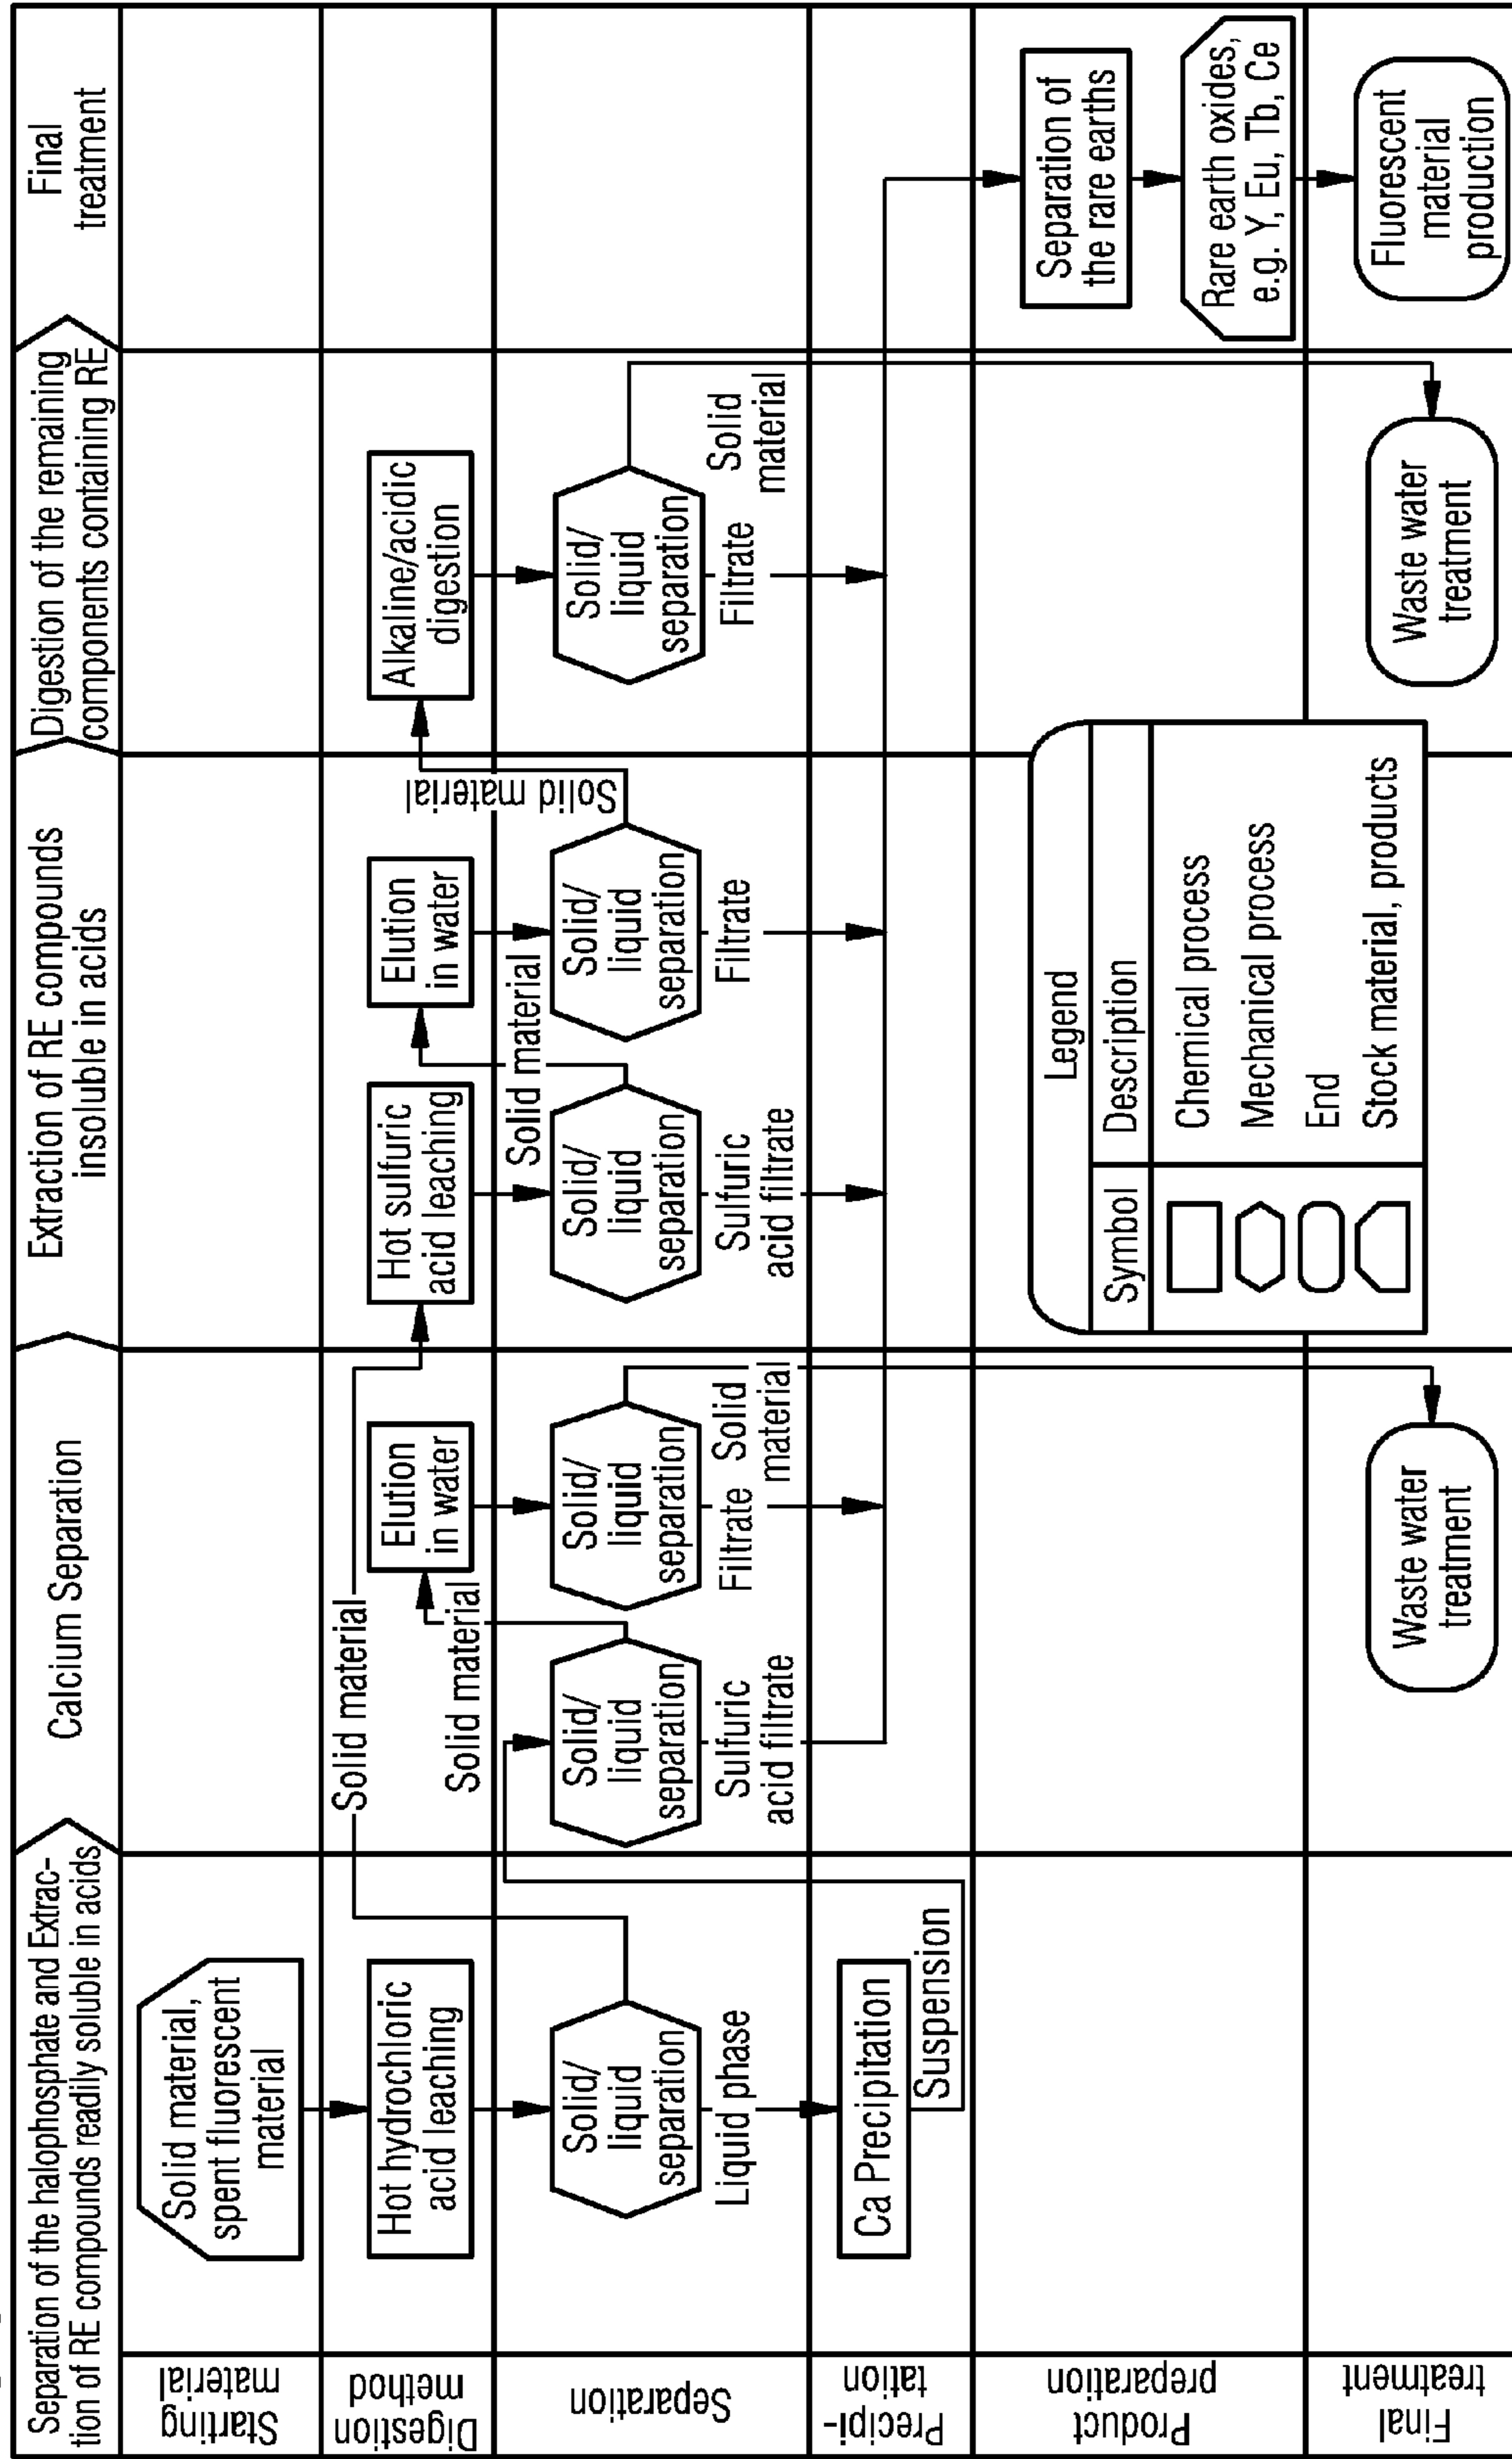 Separation of the halophosphate and Extrac-
tion of RE compounds readily soluble in acids
Calcium Separation
Extraction of RE compounds
insoluble in acids
Digestion of the remaining
components containing RE
Final
treatment
Starting
material
Solid material,
spent fluorescent
material
Digestion
method
Hot hydrochloric
acid leaching
Solid material
Solid material
Elution
in water
Hot sulfuric
acid leaching
Solid material
Elution
in water
Solid material
Alkaline/acidic
digestion
Separation
Solid/
liquid
separation
Liquid phase
Solid/
liquid
separation
Sulfuric
acid filtrate
Solid/
liquid
separation
Filtrate
Solid
material
Solid/
liquid
separation
Sulfuric
acid filtrate
Solid/
liquid
separation
Filtrate
Solid/
liquid
separation
Filtrate
Solid
material
Precipi-
tation
Ca Precipitation
Suspension
Product
preparation
Legend
Symbol
Description
Chemical process
Mechanical process
End
Stock material, products
Separation of
the rare earths
Rare earth oxides,
e.g. Y, Eu, Tb, Ce
Final
treatment
Waste water
treatment
Waste water
treatment
Fluorescent
material
production